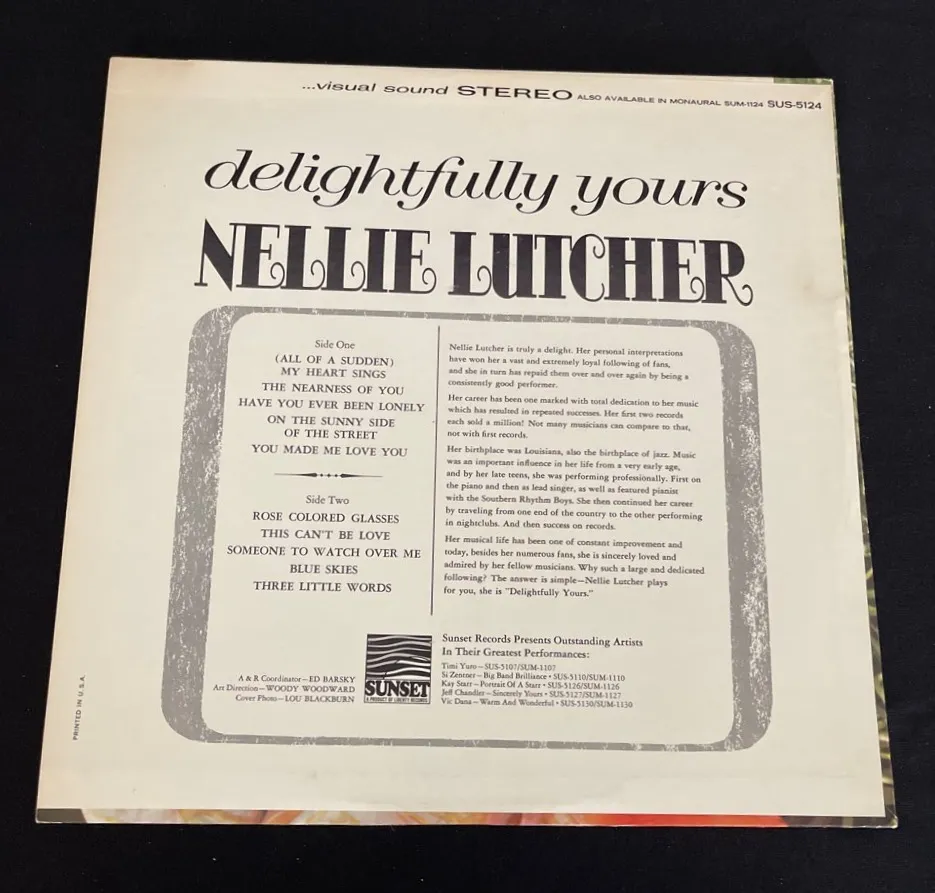 ...visual sound STEREO ALSO AVAILABLE IN MONAURAL SUM-1124 SUS-5124
delightfully yours
NELLIE LUTCHER
Side One
(ALL OF A SUDDEN)
MY HEART SINGS
THE NEARNESS OF YOU
HAVE YOU EVER BEEN LONELY
ON THE SUNNY SIDE
OF THE STREET
YOU MADE ME LOVE YOU
Side Two
ROSE COLORED GLASSES
THIS CAN'T BE LOVE
SOMEONE TO WATCH OVER ME
BLUE SKIES
THREE LITTLE WORDS
Nellie Lutcher is truly a delight. Her personal interpretations
have won her a vast and extremely loyal following of fans,
and she in turn has repaid them over and over again by being a
consistently good performer.
Her career has been one marked with total dedication to her music
which has resulted in repeated successes. Her first two records
each sold a million! Not many musicians can compare to that,
not with first records.
Her birthplace was Louisiana, also the birthplace of jazz. Music
was an important influence in her life from a very early age,
and by her late teens, she was performing professionally. First on
the piano and then as lead singer, as well as featured pianist
with the Southern Rhythm Boys. She then continued her career
by traveling from one end of the country to the other performing
in nightclubs. And then success on records.
Her musical life has been one of constant improvement and
today, besides her numerous fans, she is sincerely loved and
admired by her fellow musicians. Why such a large and dedicated
following? The answer is simple—Nellie Lutcher plays
for you, she is "Delightfully Yours."
A & R Coordinator—ED BARSKY
Art Direction—WOODY WOODWARD
Cover Photo—LOU BLACKBURN
SUNSET
A PRODUCT OF LIBERTY RECORDS
Sunset Records Presents Outstanding Artists
In Their Greatest Performances:
Timi Yuro—SUS-5107/SUM-1107
Si Zentner—Big Band Brilliance • SUS-5110/SUM-1110
Kay Starr—Portrait Of A Starr • SUS-5126/SUM-1126
Jeff Chandler—Sincerely Yours • SUS-5127/SUM-1127
Vic Dana—Warm And Wonderful • SUS-5130/SUM-1130
PRINTED IN U.S.A.